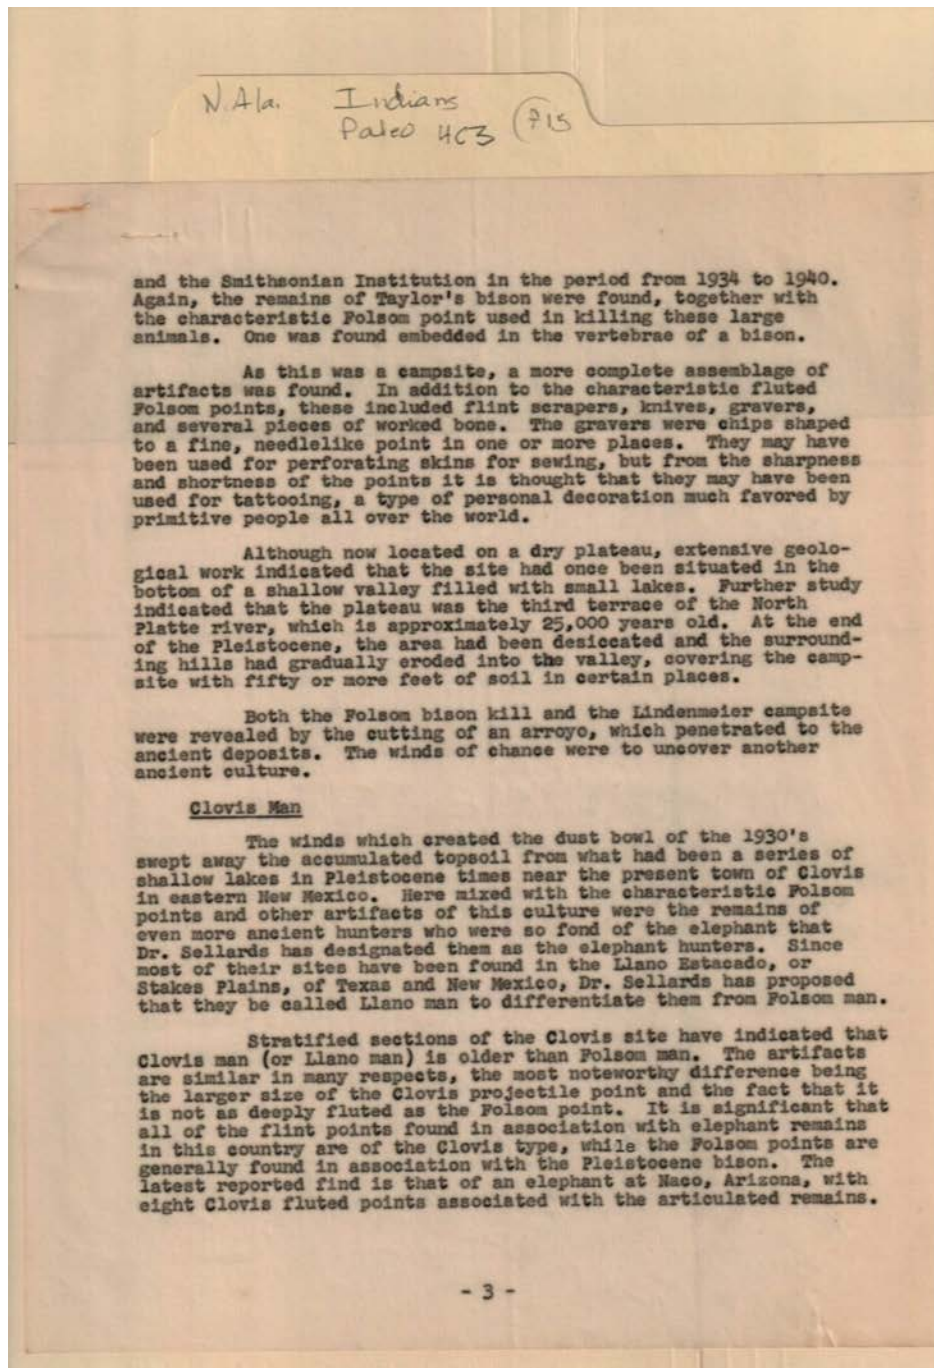 N. Ala. Indians
Paleo 4C3 P15
and the Smithsonian Institution in the period from 1934 to 1940.
Again, the remains of Taylor's bison were found, together with
the characteristic Folsom point used in killing these large
animals. One was found embedded in the vertebrae of a bison.
As this was a campsite, a more complete assemblage of
artifacts was found. In addition to the characteristic fluted
Folsom points, these included flint scrapers, knives, gravers,
and several pieces of worked bone. The gravers were chips shaped
to a fine, needlelike point in one or more places. They may have
been used for perforating skins for sewing, but from the sharpness
and shortness of the points it is thought that they may have been
used for tattooing, a type of personal decoration much favored by
primitive people all over the world.
Although now located on a dry plateau, extensive geolo-
gical work indicated that the site had once been situated in the
bottom of a shallow valley filled with small lakes. Further study
indicated that the plateau was the third terrace of the North
Platte river, which is approximately 25,000 years old. At the end
of the Pleistocene, the area had been desiccated and the surround-
ing hills had gradually eroded into the valley, covering the camp-
site with fifty or more feet of soil in certain places.
Both the Folsom bison kill and the Lindenmeier campsite
were revealed by the cutting of an arroyo, which penetrated to the
ancient deposits. The winds of chance were to uncover another
ancient culture.
Clovis Man
The winds which created the dust bowl of the 1930's
swept away the accumulated topsoil from what had been a series of
shallow lakes in Pleistocene times near the present town of Clovis
in eastern New Mexico. Here mixed with the characteristic Folsom
points and other artifacts of this culture were the remains of
even more ancient hunters who were so fond of the elephant that
Dr. Sellards has designated them as the elephant hunters. Since
most of their sites have been found in the Llano Estacado, or
Stakes Plains, of Texas and New Mexico, Dr. Sellards has proposed
that they be called Llano man to differentiate them from Folsom man.
Stratified sections of the Clovis site have indicated that
Clovis man (or Llano man) is older than Folsom man. The artifacts
are similar in many respects, the most noteworthy difference being
the larger size of the Clovis projectile point and the fact that it
is not as deeply fluted as the Folsom point. It is significant that
all of the flint points found in association with elephant remains
in this country are of the Clovis type, while the Folsom points are
generally found in association with the Pleistocene bison. The
latest reported find is that of an elephant at Naco, Arizona, with
eight Clovis fluted points associated with the articulated remains.
- 3 -